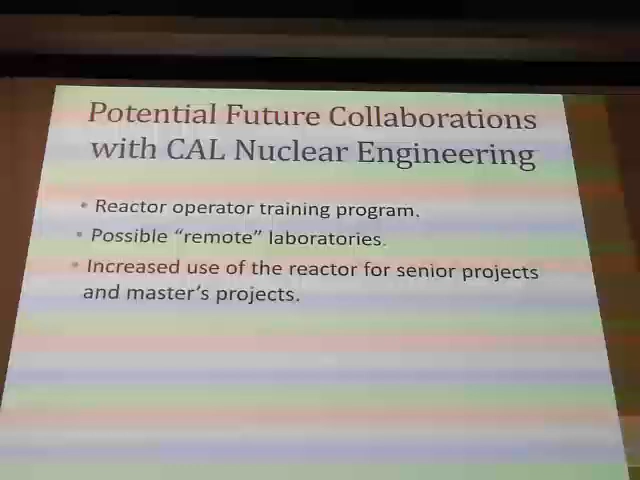 Potential Future Collaborations
with CAL Nuclear Engineering
• Reactor operator training program.
• Possible “remote” laboratories.
• Increased use of the reactor for senior projects
and master’s projects.